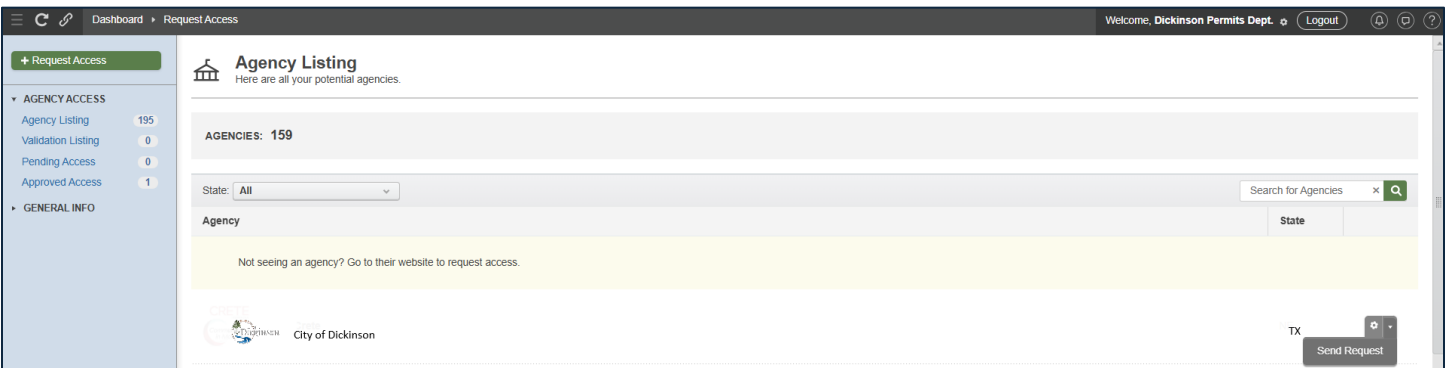 Dashboard ▸ Request Access
Welcome, Dickinson Permits Dept.
Logout
?
+ Request Access
AGENCY ACCESS
Agency Listing 195
Validation Listing 0
Pending Access 0
Approved Access 1
GENERAL INFO
Agency Listing
Here are all your potential agencies.
AGENCIES: 159
State: All
Search for Agencies ×
Agency State
Not seeing an agency? Go to their website to request access.
CRETE
Dickinson City of Dickinson TX
Send Request